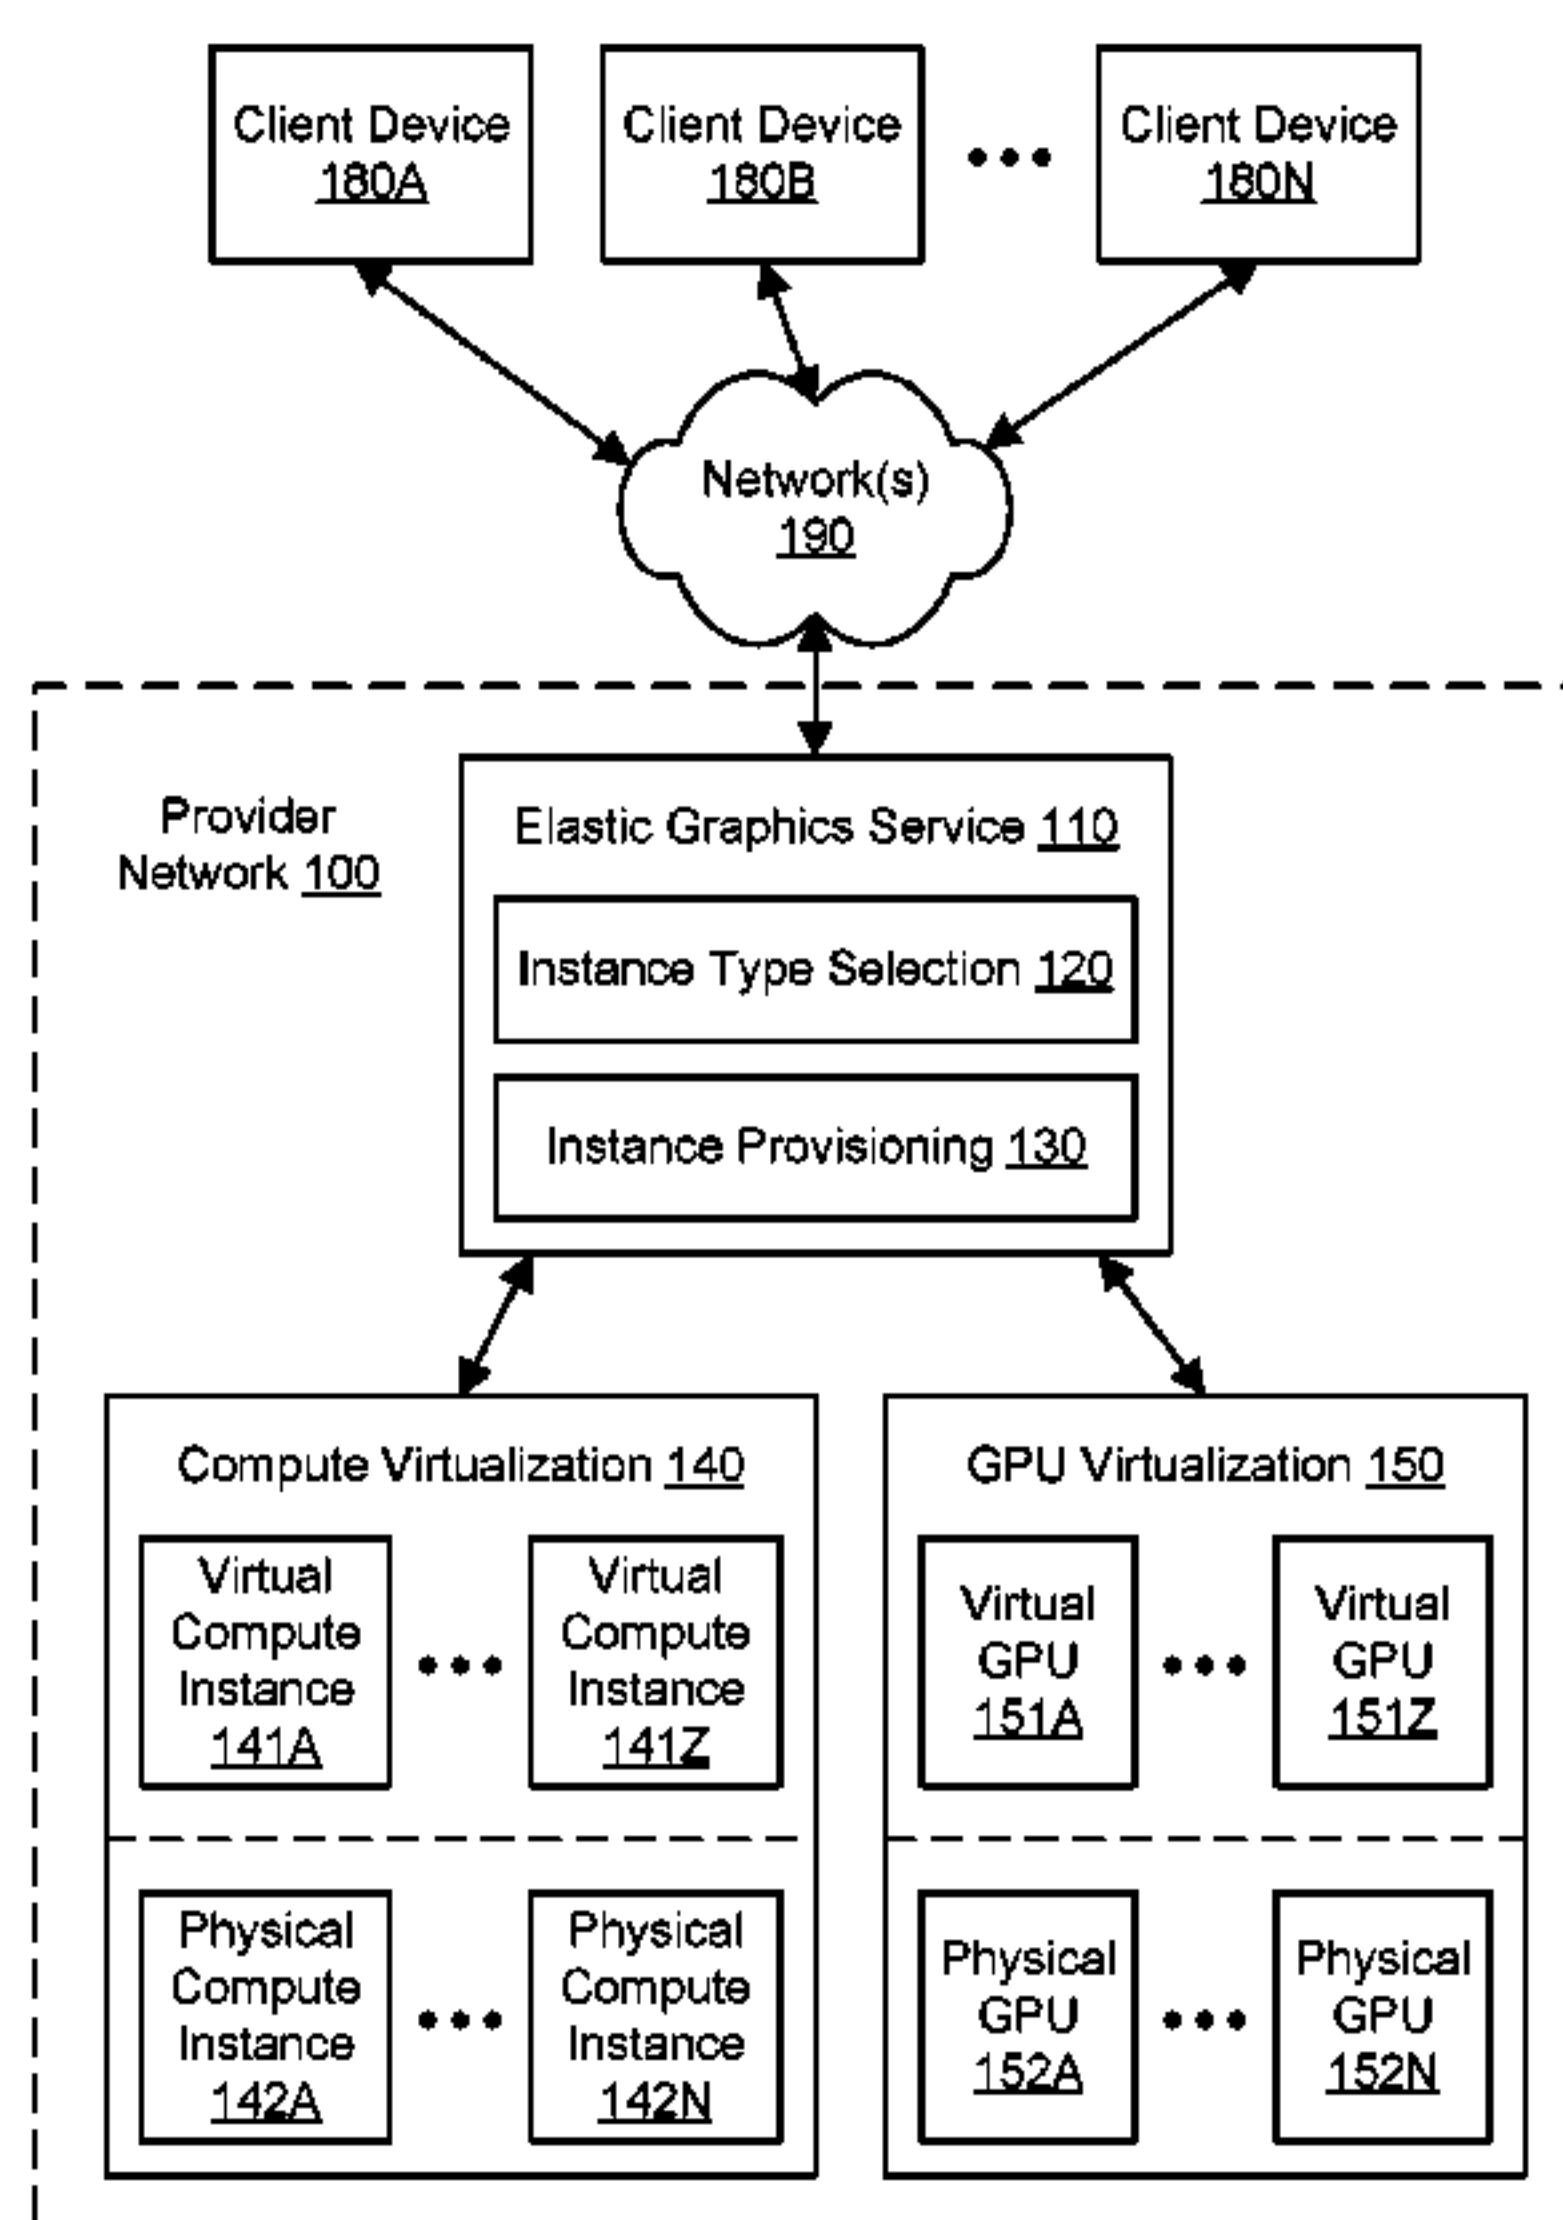 Client Device
180A
Client Device
180B
Client Device
180N
Network(s)
190
Provider
Network 100
Elastic Graphics Service 110
Instance Type Selection 120
Instance Provisioning 130
Compute Virtualization 140
Virtual
Compute
Instance
141A
Virtual
Compute
Instance
141Z
Physical
Compute
Instance
142A
Physical
Compute
Instance
142N
GPU Virtualization 150
Virtual
GPU
151A
Virtual
GPU
151Z
Physical
GPU
152A
Physical
GPU
152N